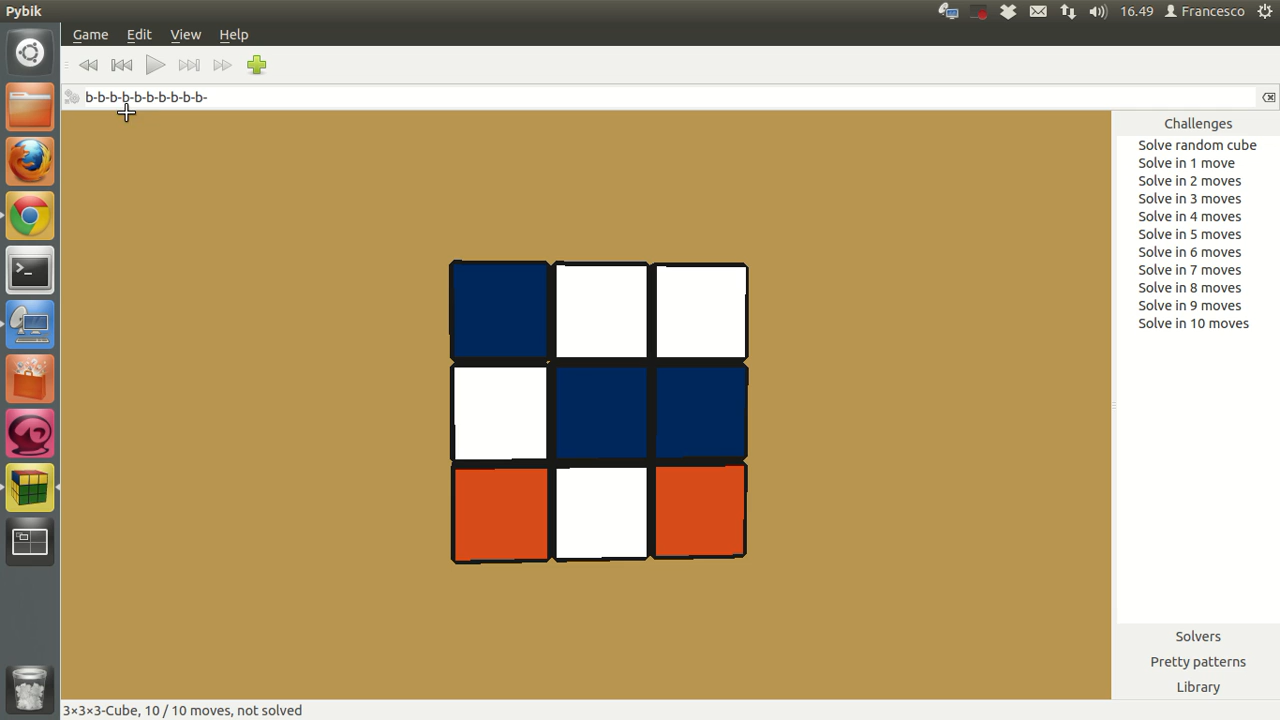 Pybik
16.49 Francesco
Game Edit View Help
b-b-b-b-b-b-b-b-b-b-
Challenges
Solve random cube
Solve in 1 move
Solve in 2 moves
Solve in 3 moves
Solve in 4 moves
Solve in 5 moves
Solve in 6 moves
Solve in 7 moves
Solve in 8 moves
Solve in 9 moves
Solve in 10 moves
Solvers
Pretty patterns
Library
3×3×3-Cube, 10 / 10 moves, not solved